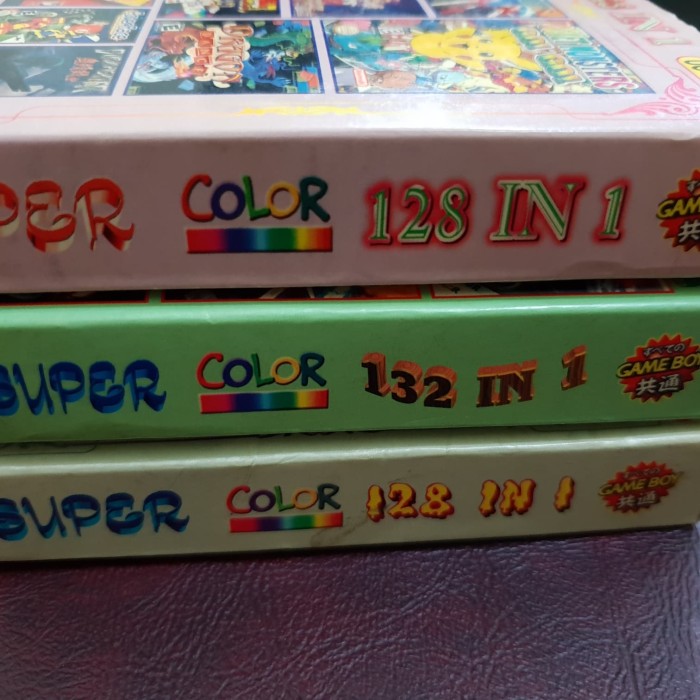 PER COLOR 128 IN 1 GAME
SUPER COLOR 132 IN 1 すべての GAME BOY 共通
SUPER COLOR 128 IN 1 GAME BOY 共通